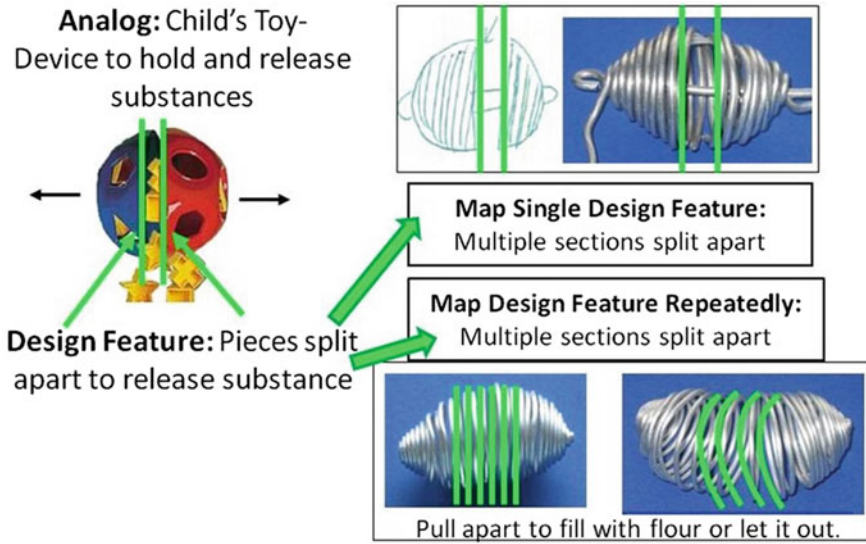 Analog: Child's Toy-
Device to hold and release
substances
Design Feature: Pieces split
apart to release substance
Map Single Design Feature:
Multiple sections split apart
Map Design Feature Repeatedly:
Multiple sections split apart
Pull apart to fill with flour or let it out.